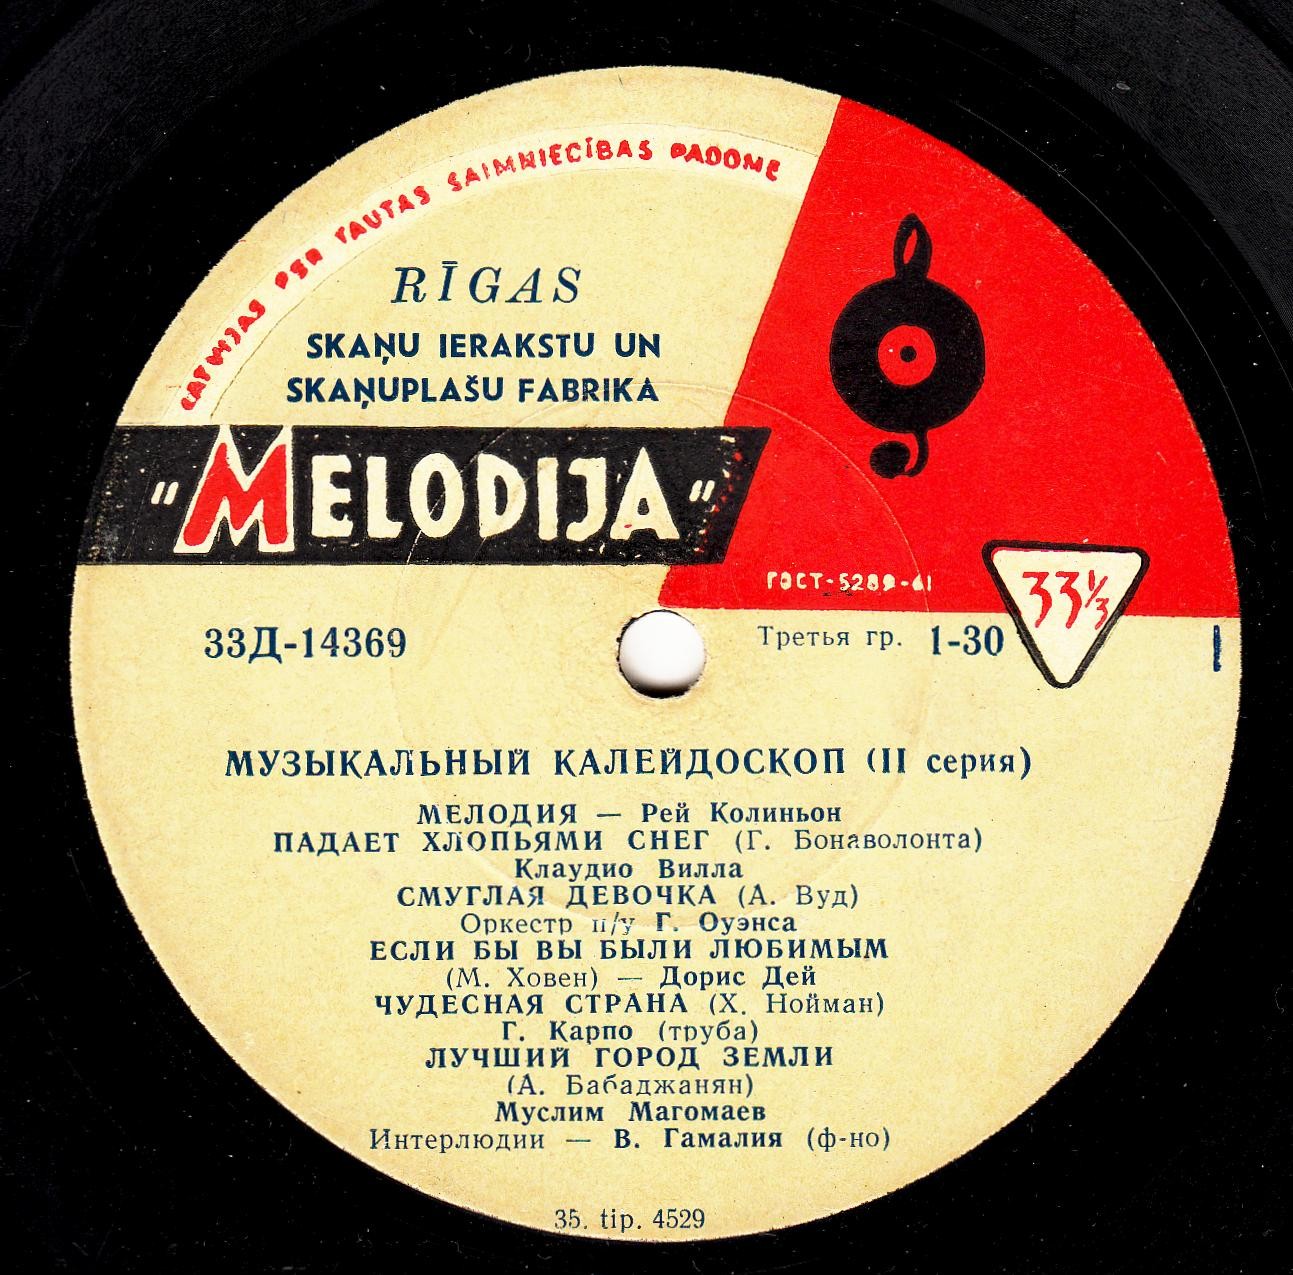 LATVIJAS PSR TAUTAS SAIMNIECĪBAS PADOME
RĪGAS
SKAŅU IERAKSTU UN
SKAŅUPLAŠU FABRIKA
"MELODIJA"
ГОСТ-5289-61
33⅓
33Д-14369
Третья гр. 1-30
I
МУЗЫКАЛЬНЫЙ КАЛЕЙДОСКОП (II серия)
МЕЛОДИЯ — Рей Колиньон
ПАДАЕТ ХЛОПЬЯМИ СНЕГ (Г. Бонаволонта)
Клаудио Вилла
СМУГЛАЯ ДЕВОЧКА (А. Вуд)
Оркестр п/у Г. Оуэнса
ЕСЛИ БЫ ВЫ БЫЛИ ЛЮБИМЫМ
(М. Ховен) — Дорис Дей
ЧУДЕСНАЯ СТРАНА (Х. Нойман)
Г. Карпо (труба)
ЛУЧШИЙ ГОРОД ЗЕМЛИ
(А. Бабаджанян)
Муслим Магомаев
Интерлюдии — В. Гамалия (ф-но)
35. tip. 4529